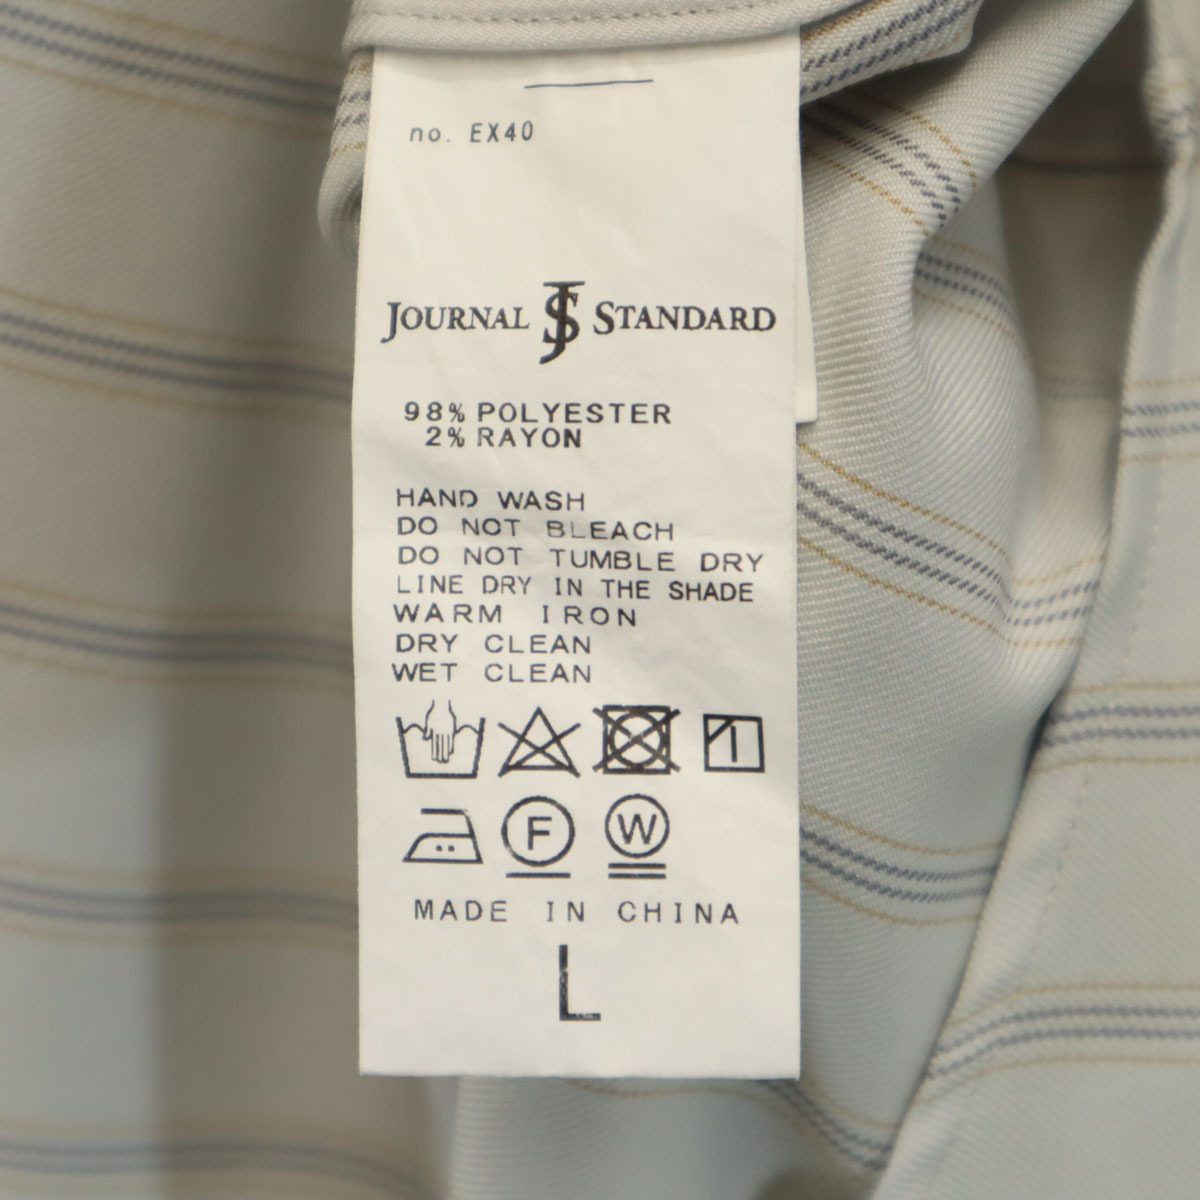 no. EX40
JOURNAL JS STANDARD
98% POLYESTER
2% RAYON
HAND WASH
DO NOT BLEACH
DO NOT TUMBLE DRY
LINE DRY IN THE SHADE
WARM IRON
DRY CLEAN
WET CLEAN
F W
MADE IN CHINA
L